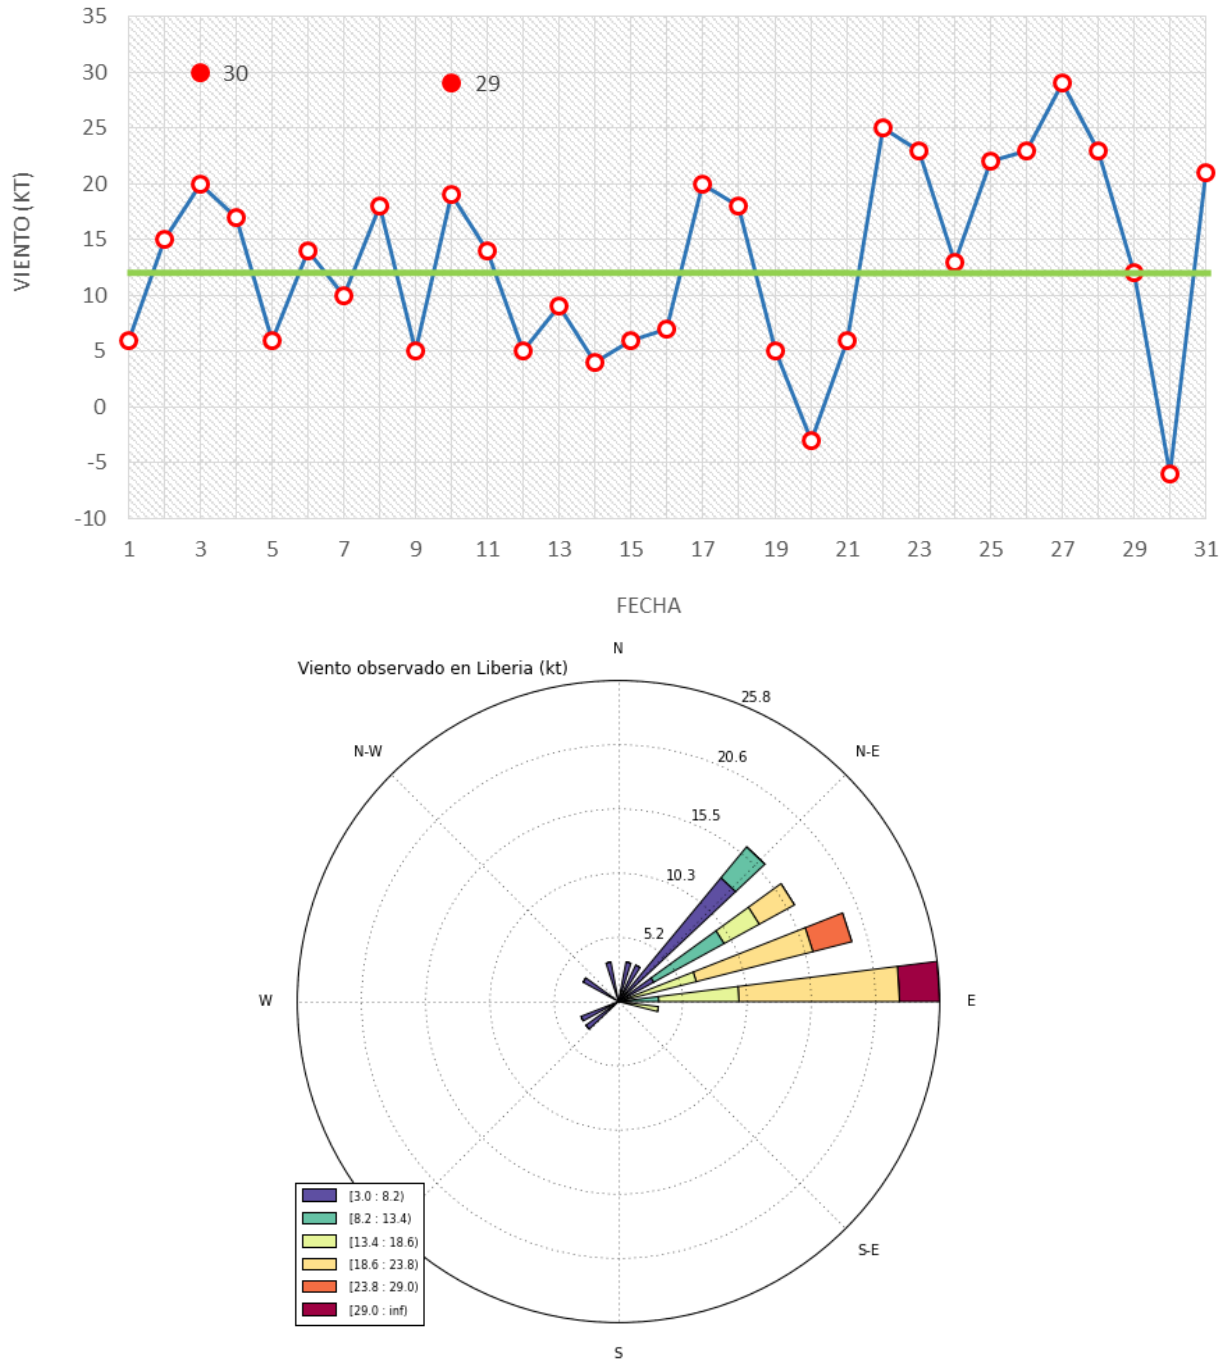 35
30
25
20
15
10
5
0
-5
-10
VIENTO (KT)
30
29
1 3 5 7 9 11 13 15 17 19 21 23 25 27 29 31
FECHA
N
Viento observado en Liberia (kt)
25.8
N-W
N-E
20.6
15.5
10.3
5.2
W
E
[3.0 : 8.2)
[8.2 : 13.4)
[13.4 : 18.6)
[18.6 : 23.8)
[23.8 : 29.0)
[29.0 : inf)
S-E
S